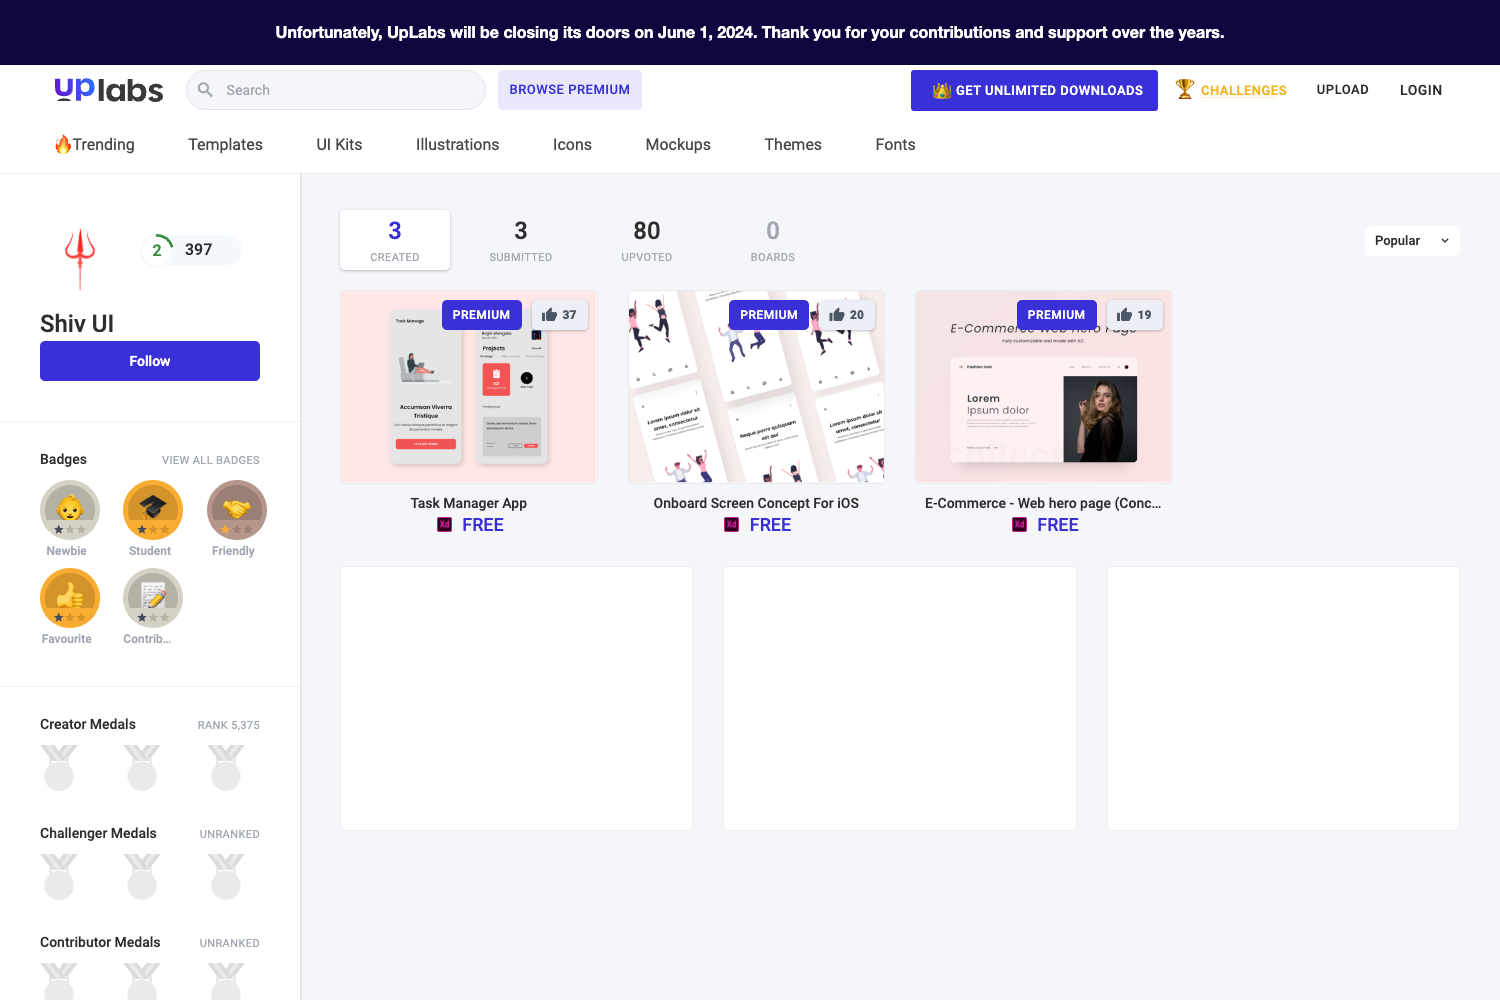 Unfortunately, UpLabs will be closing its doors on June 1, 2024. Thank you for your contributions and support over the years.
uplabs
Search
BROWSE PREMIUM
GET UNLIMITED DOWNLOADS
CHALLENGES
UPLOAD
LOGIN
Trending
Templates
UI Kits
Illustrations
Icons
Mockups
Themes
Fonts
2
397
Shiv UI
Follow
Badges
VIEW ALL BADGES
Newbie
Student
Friendly
Favourite
Contrib...
Creator Medals
RANK 5,375
Challenger Medals
UNRANKED
Contributor Medals
UNRANKED
3
CREATED
3
SUBMITTED
80
UPVOTED
0
BOARDS
Popular
PREMIUM
37
Task Manage
Projects
Accumsan Viverra
Tristique
Task Manager App
Xd
FREE
PREMIUM
20
Lorem ipsum dolor sit
amet, consectetur
Neque porro quisquam
est qui
Onboard Screen Concept For iOS
Xd
FREE
PREMIUM
19
E-Commerce Web Hero Page
Fully customizable and made with XD.
Fashion Hub
Lorem
Ipsum dolor
E-Commerce - Web hero page (Conc...
Xd
FREE